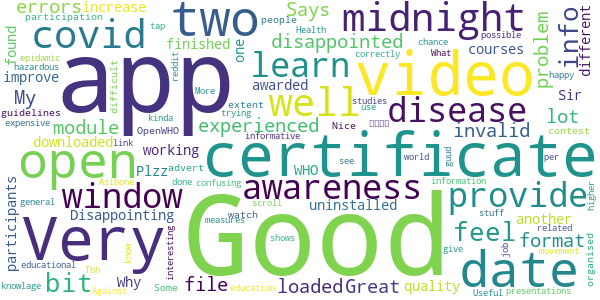 covid two midnight info
errors increase Says
participation tap reddit
epidemic hazardous found
people Health chance What
possible correctly
disappointed problem
finished one courses different happy
My improve difficult app video
More well learn awarded
extent trying studies use
Sir lot contest
guidelines expensive module experienced
OpenWHO kinda
Nice informative disease invalid
downloaded link working Plzz advert WHO
see world guud per higher
open certificate
participants window awareness provide
Asibone done confusing
Disappointing uninstalled
information another
know interesting scroll watch stuff job related
general measures
Very Good feel format movement
educational Tbh shows give quality date organised
knowlage bit Why file loaded Great
Against Some education Useful presentations